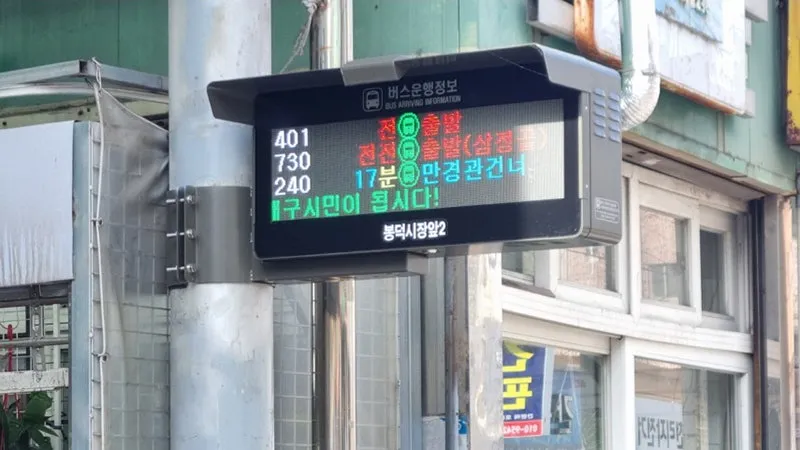 버스운행정보
BUS ARRIVING INFORMATION
401 전 출발
730 전전 출발(삼정골)
240 17분 만경관건너
구시민이 됩시다!
봉덕시장앞2